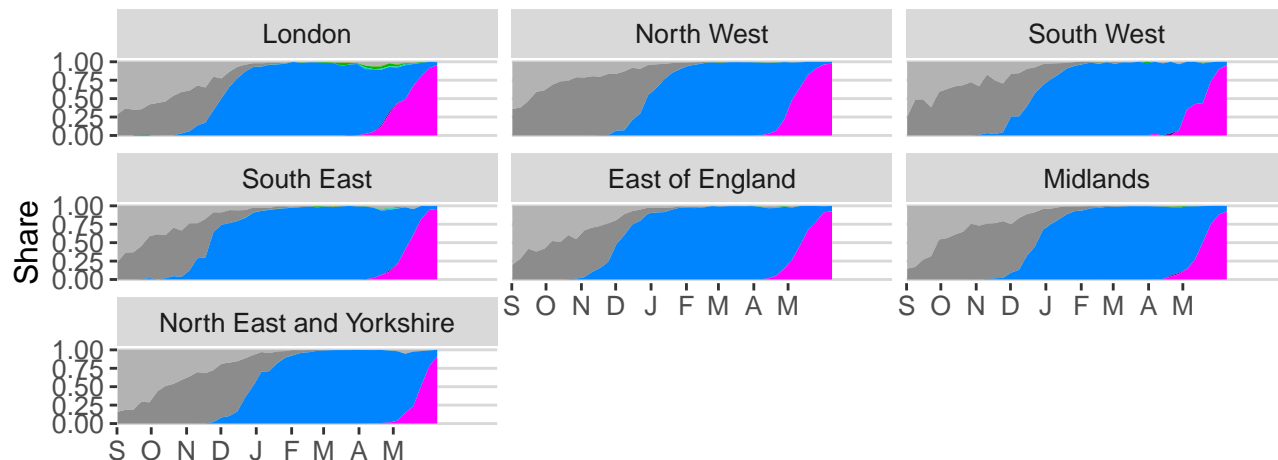 London
North West
South West
1.00
0.75
0.50
0.25
0.00
South East
East of England
Midlands
Share
1.00
0.75
0.50
0.25
0.00
S O N D J F M A M
S O N D J F M A M
North East and Yorkshire
1.00
0.75
0.50
0.25
0.00
S O N D J F M A M